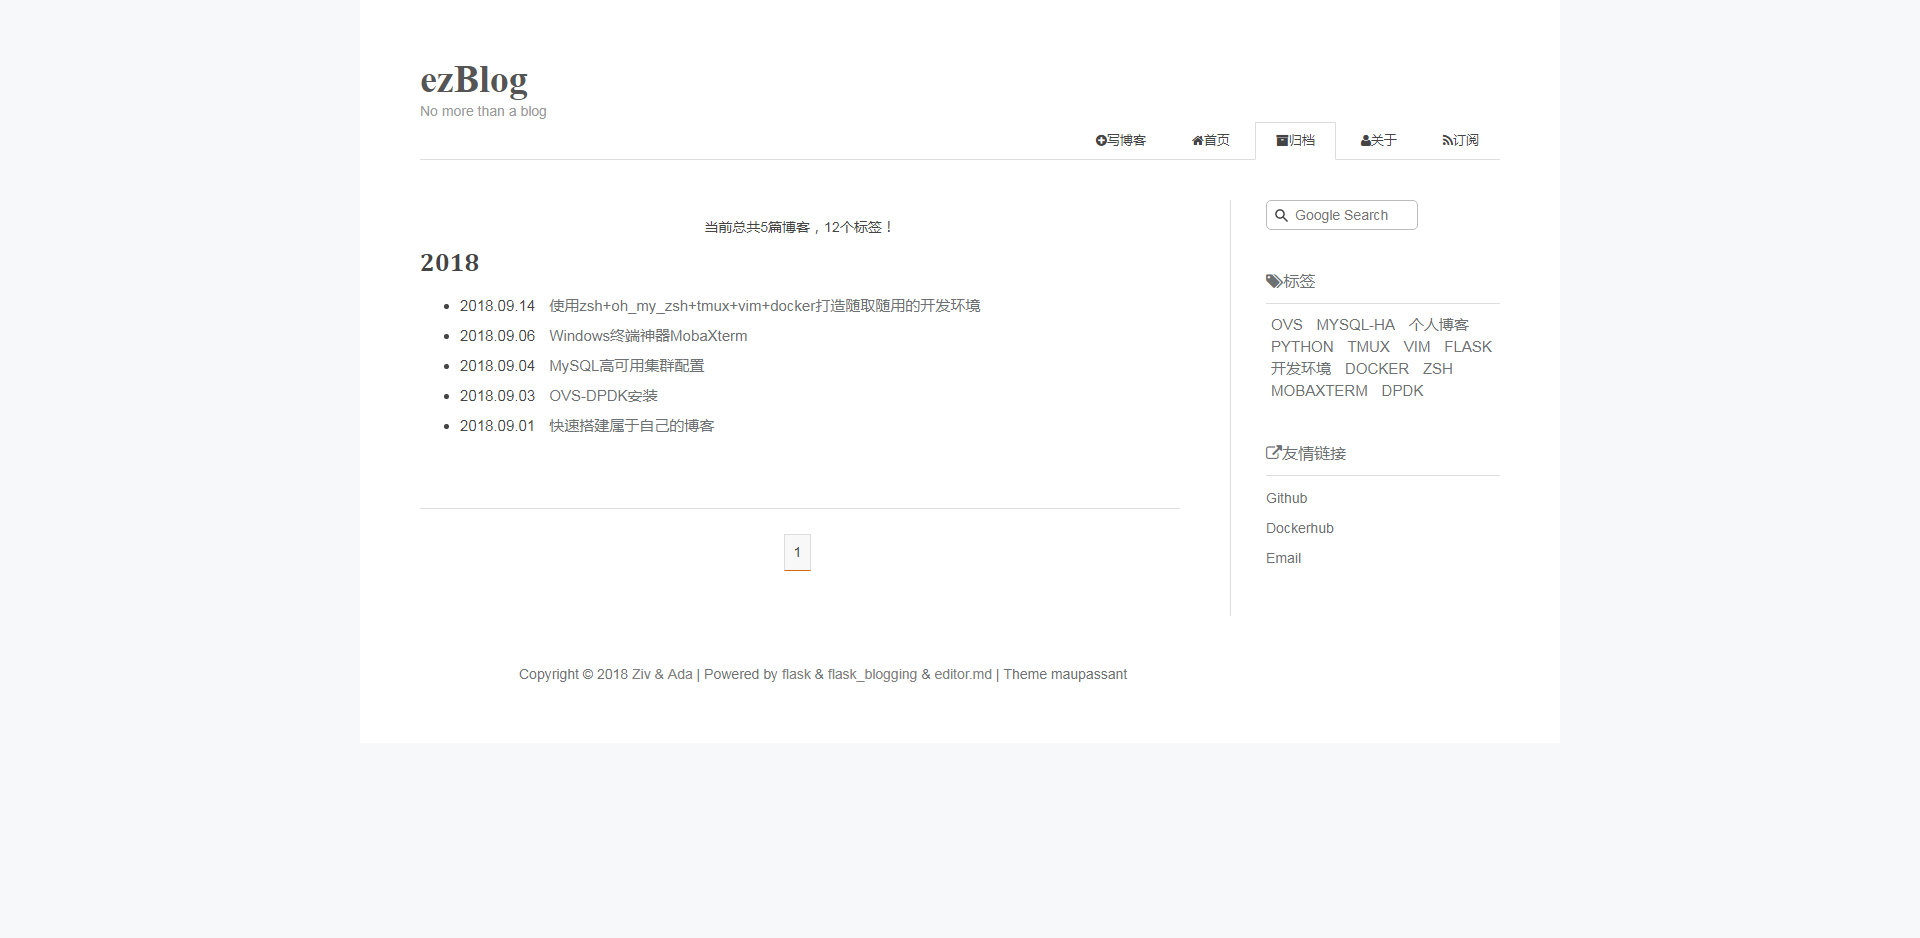 ezBlog
No more than a blog
写博客 首页 归档 关于 订阅
当前总共5篇博客，12个标签！
2018
2018.09.14 使用zsh+oh_my_zsh+tmux+vim+docker打造随取随用的开发环境
2018.09.06 Windows终端神器MobaXterm
2018.09.04 MySQL高可用集群配置
2018.09.03 OVS-DPDK安装
2018.09.01 快速搭建属于自己的博客
1
Google Search
标签
OVS MYSQL-HA 个人博客
PYTHON TMUX VIM FLASK
开发环境 DOCKER ZSH
MOBAXTERM DPDK
友情链接
Github
Dockerhub
Email
Copyright © 2018 Ziv & Ada | Powered by flask & flask_blogging & editor.md | Theme maupassant